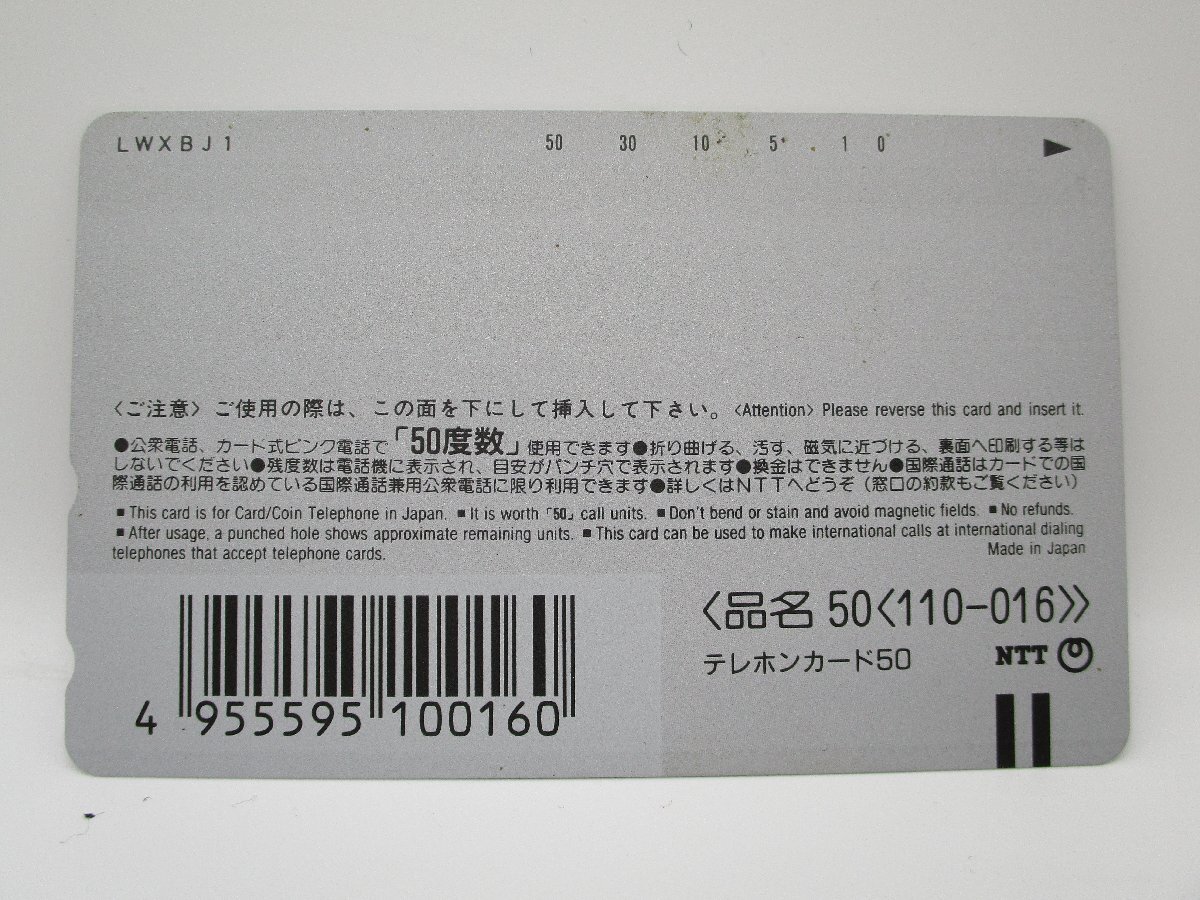 LWXBJ1 50 30 10 5 1 0
〈ご注意〉ご使用の際は、この面を下にして挿入して下さい。〈Attention〉Please reverse this card and insert it.
●公衆電話、カード式ピンク電話で「50度数」使用できます●折り曲げる、汚す、磁気に近づける、裏面へ印刷する等は
しないでください●残度数は電話機に表示され、目安がパンチ穴で表示されます●換金はできません●国際通話はカードでの国
際通話の利用を認めている国際通話兼用公衆電話に限り利用できます●詳しくはNTTへどうぞ（窓口の約款もご覧ください）
■This card is for Card/Coin Telephone in Japan. ■It is worth「50」call units. ■Don't bend or stain and avoid magnetic fields. ■No refunds.
■After usage, a punched hole shows approximate remaining units. ■This card can be used to make international calls at international dialing
telephones that accept telephone cards.
Made in Japan
〈品名 50〈110-016〉〉
テレホンカード50 NTT
4 955595 100160